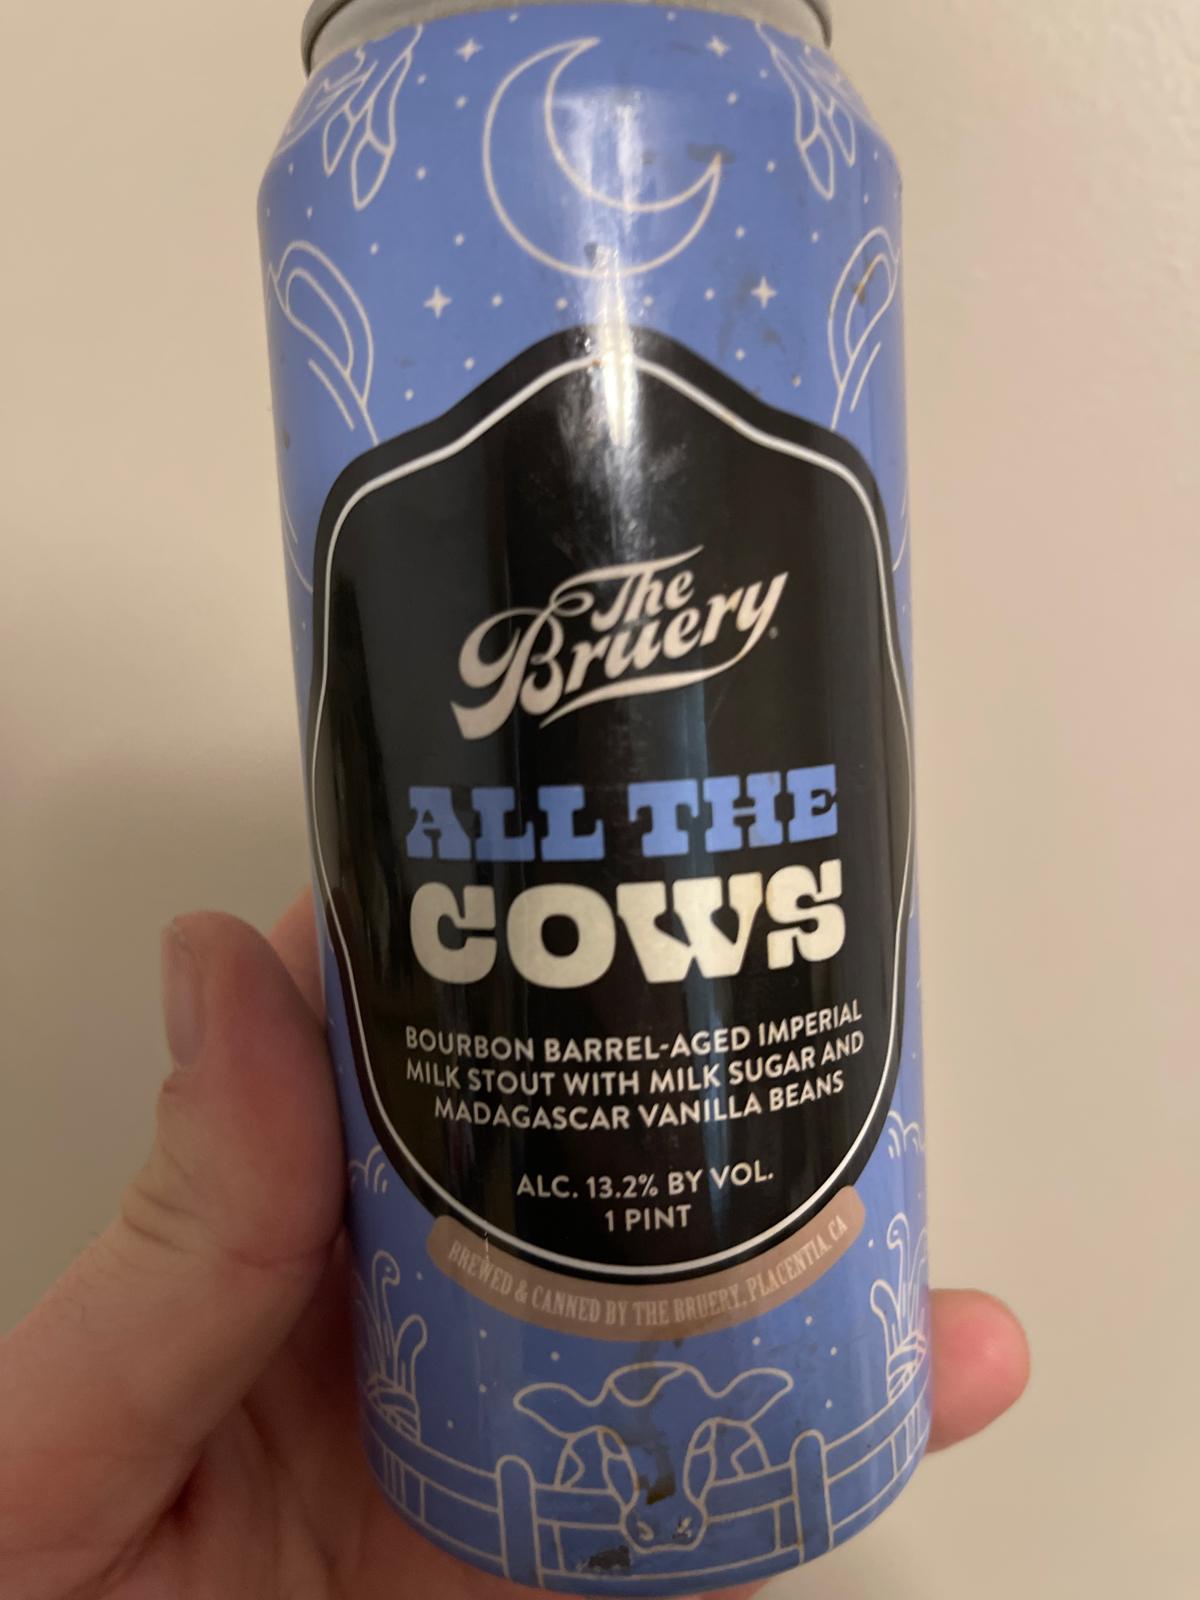 The
Bruery
ALL THE
COWS
BOURBON BARREL-AGED IMPERIAL
MILK STOUT WITH MILK SUGAR AND
MADAGASCAR VANILLA BEANS
ALC. 13.2% BY VOL.
1 PINT
BREWED & CANNED BY THE BRUERY, PLACENTIA, CA